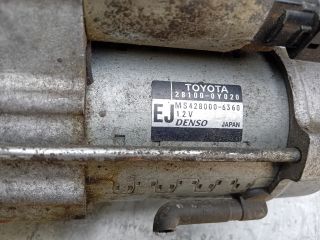 TOYOTA
28100-0Y020
EJ MS428000-6360
12V
DENSO JAPAN